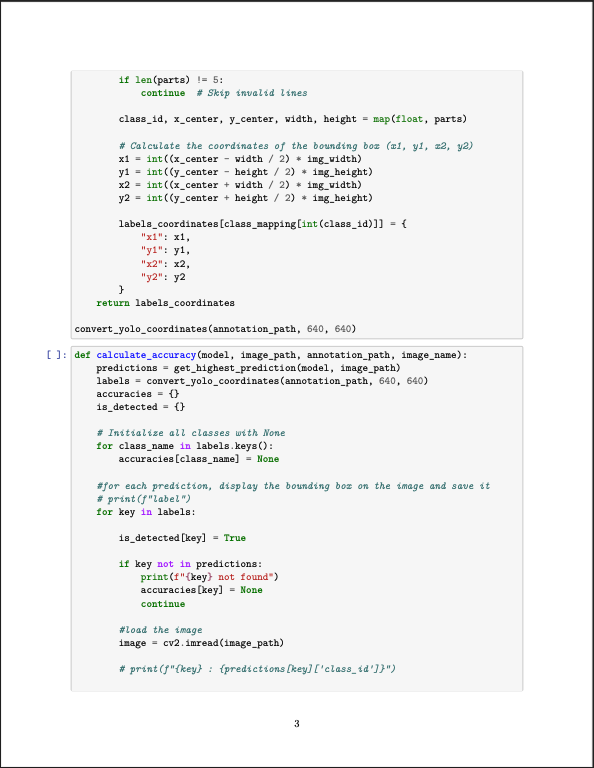 if len(parts) != 5:
continue  # Skip invalid lines
class_id, x_center, y_center, width, height = map(float, parts)
# Calculate the coordinates of the bounding box (x1, y1, x2, y2)
x1 = int((x_center - width / 2) * img_width)
y1 = int((y_center - height / 2) * img_height)
x2 = int((x_center + width / 2) * img_width)
y2 = int((y_center + height / 2) * img_height)
labels_coordinates[class_mapping[int(class_id)]] = {
"x1": x1,
"y1": y1,
"x2": x2,
"y2": y2
}
return labels_coordinates
convert_yolo_coordinates(annotation_path, 640, 640)
[ ]: def calculate_accuracy(model, image_path, annotation_path, image_name):
predictions = get_highest_prediction(model, image_path)
labels = convert_yolo_coordinates(annotation_path, 640, 640)
accuracies = {}
is_detected = {}
# Initialize all classes with None
for class_name in labels.keys():
accuracies[class_name] = None
#for each prediction, display the bounding box on the image and save it
# print(f"label")
for key in labels:
is_detected[key] = True
if key not in predictions:
print(f"{key} not found")
accuracies[key] = None
continue
#load the image
image = cv2.imread(image_path)
# print(f"{key} : {predictions[key]['class_id']}")
3